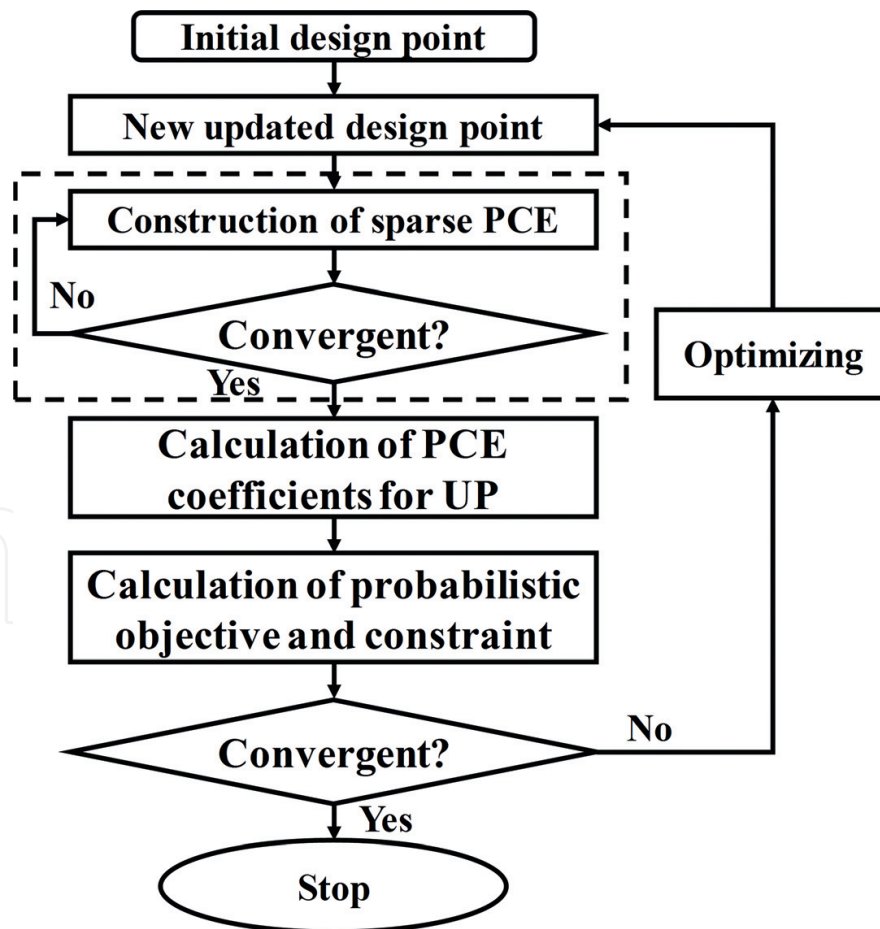 Initial design point
New updated design point
Construction of sparse PCE
No
Convergent?
Yes
Optimizing
Calculation of PCE
coefficients for UP
Calculation of probabilistic
objective and constraint
Convergent?
No
Yes
Stop